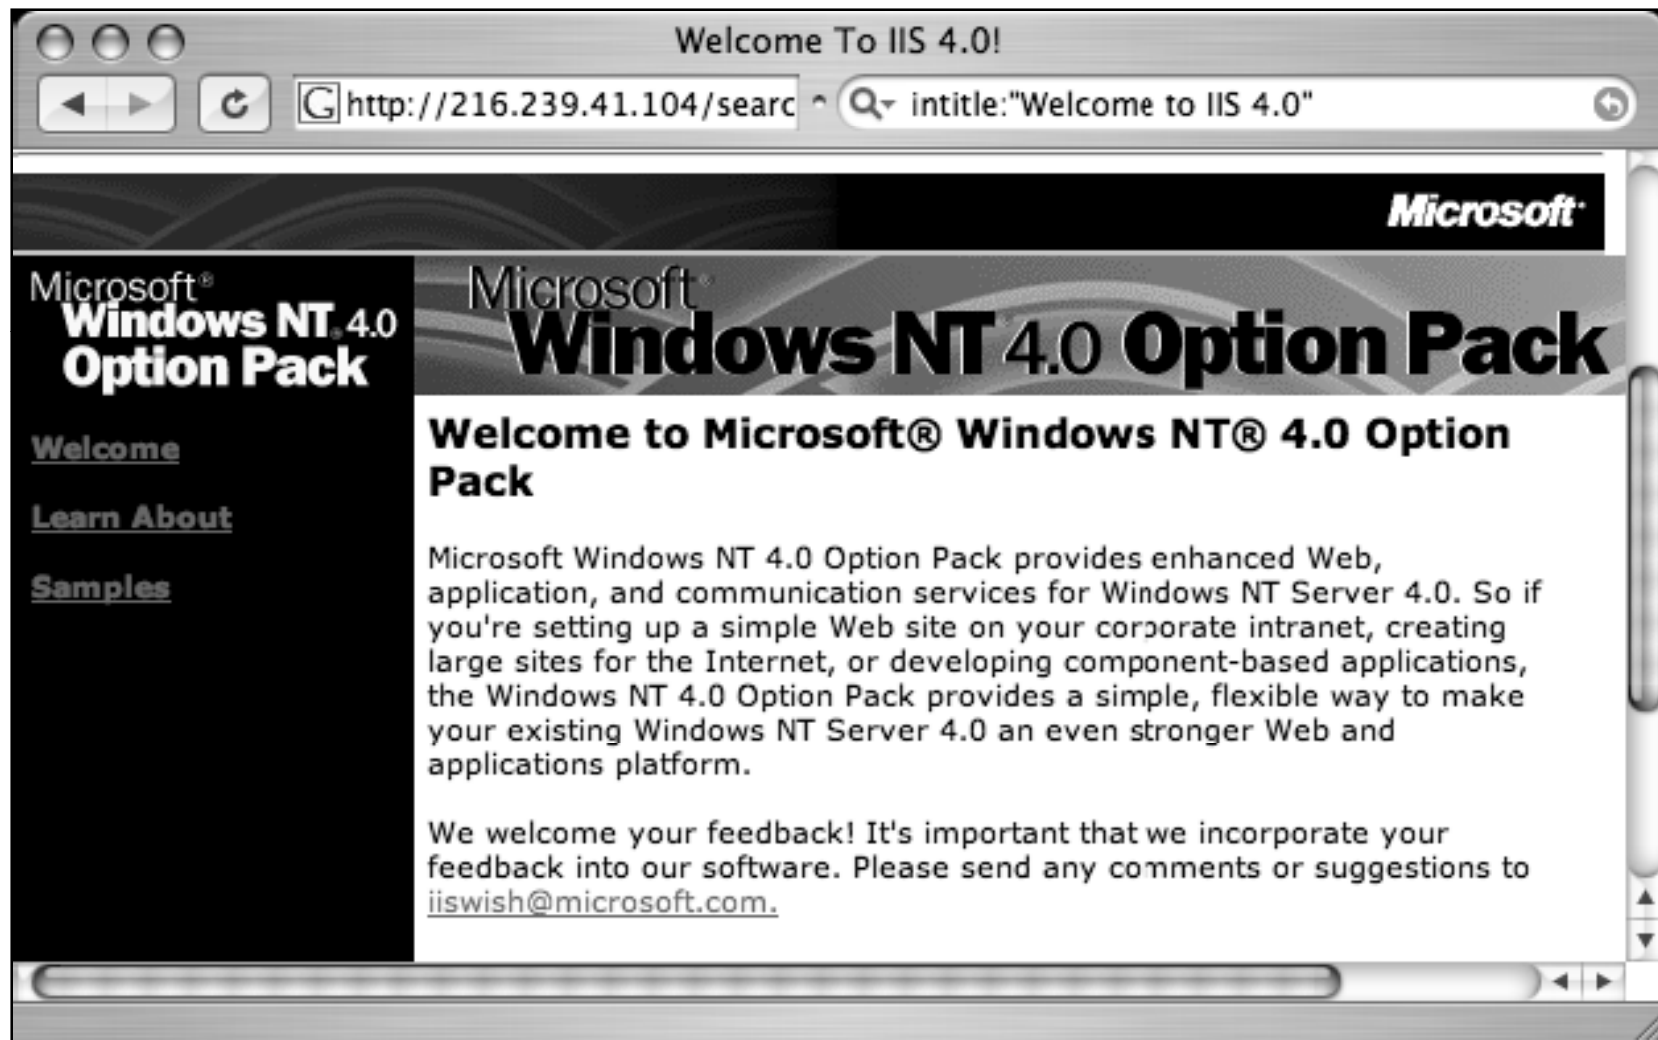 Welcome To IIS 4.0!
http://216.239.41.104/searc
intitle:"Welcome to IIS 4.0"
Microsoft
Microsoft®
Windows NT® 4.0
Option Pack
Welcome
Learn About
Samples
Microsoft®
Windows NT 4.0 Option Pack
Welcome to Microsoft® Windows NT® 4.0 Option
Pack
Microsoft Windows NT 4.0 Option Pack provides enhanced Web,
application, and communication services for Windows NT Server 4.0. So if
you're setting up a simple Web site on your corporate intranet, creating
large sites for the Internet, or developing component-based applications,
the Windows NT 4.0 Option Pack provides a simple, flexible way to make
your existing Windows NT Server 4.0 an even stronger Web and
applications platform.
We welcome your feedback! It's important that we incorporate your
feedback into our software. Please send any comments or suggestions to
iiswish@microsoft.com.